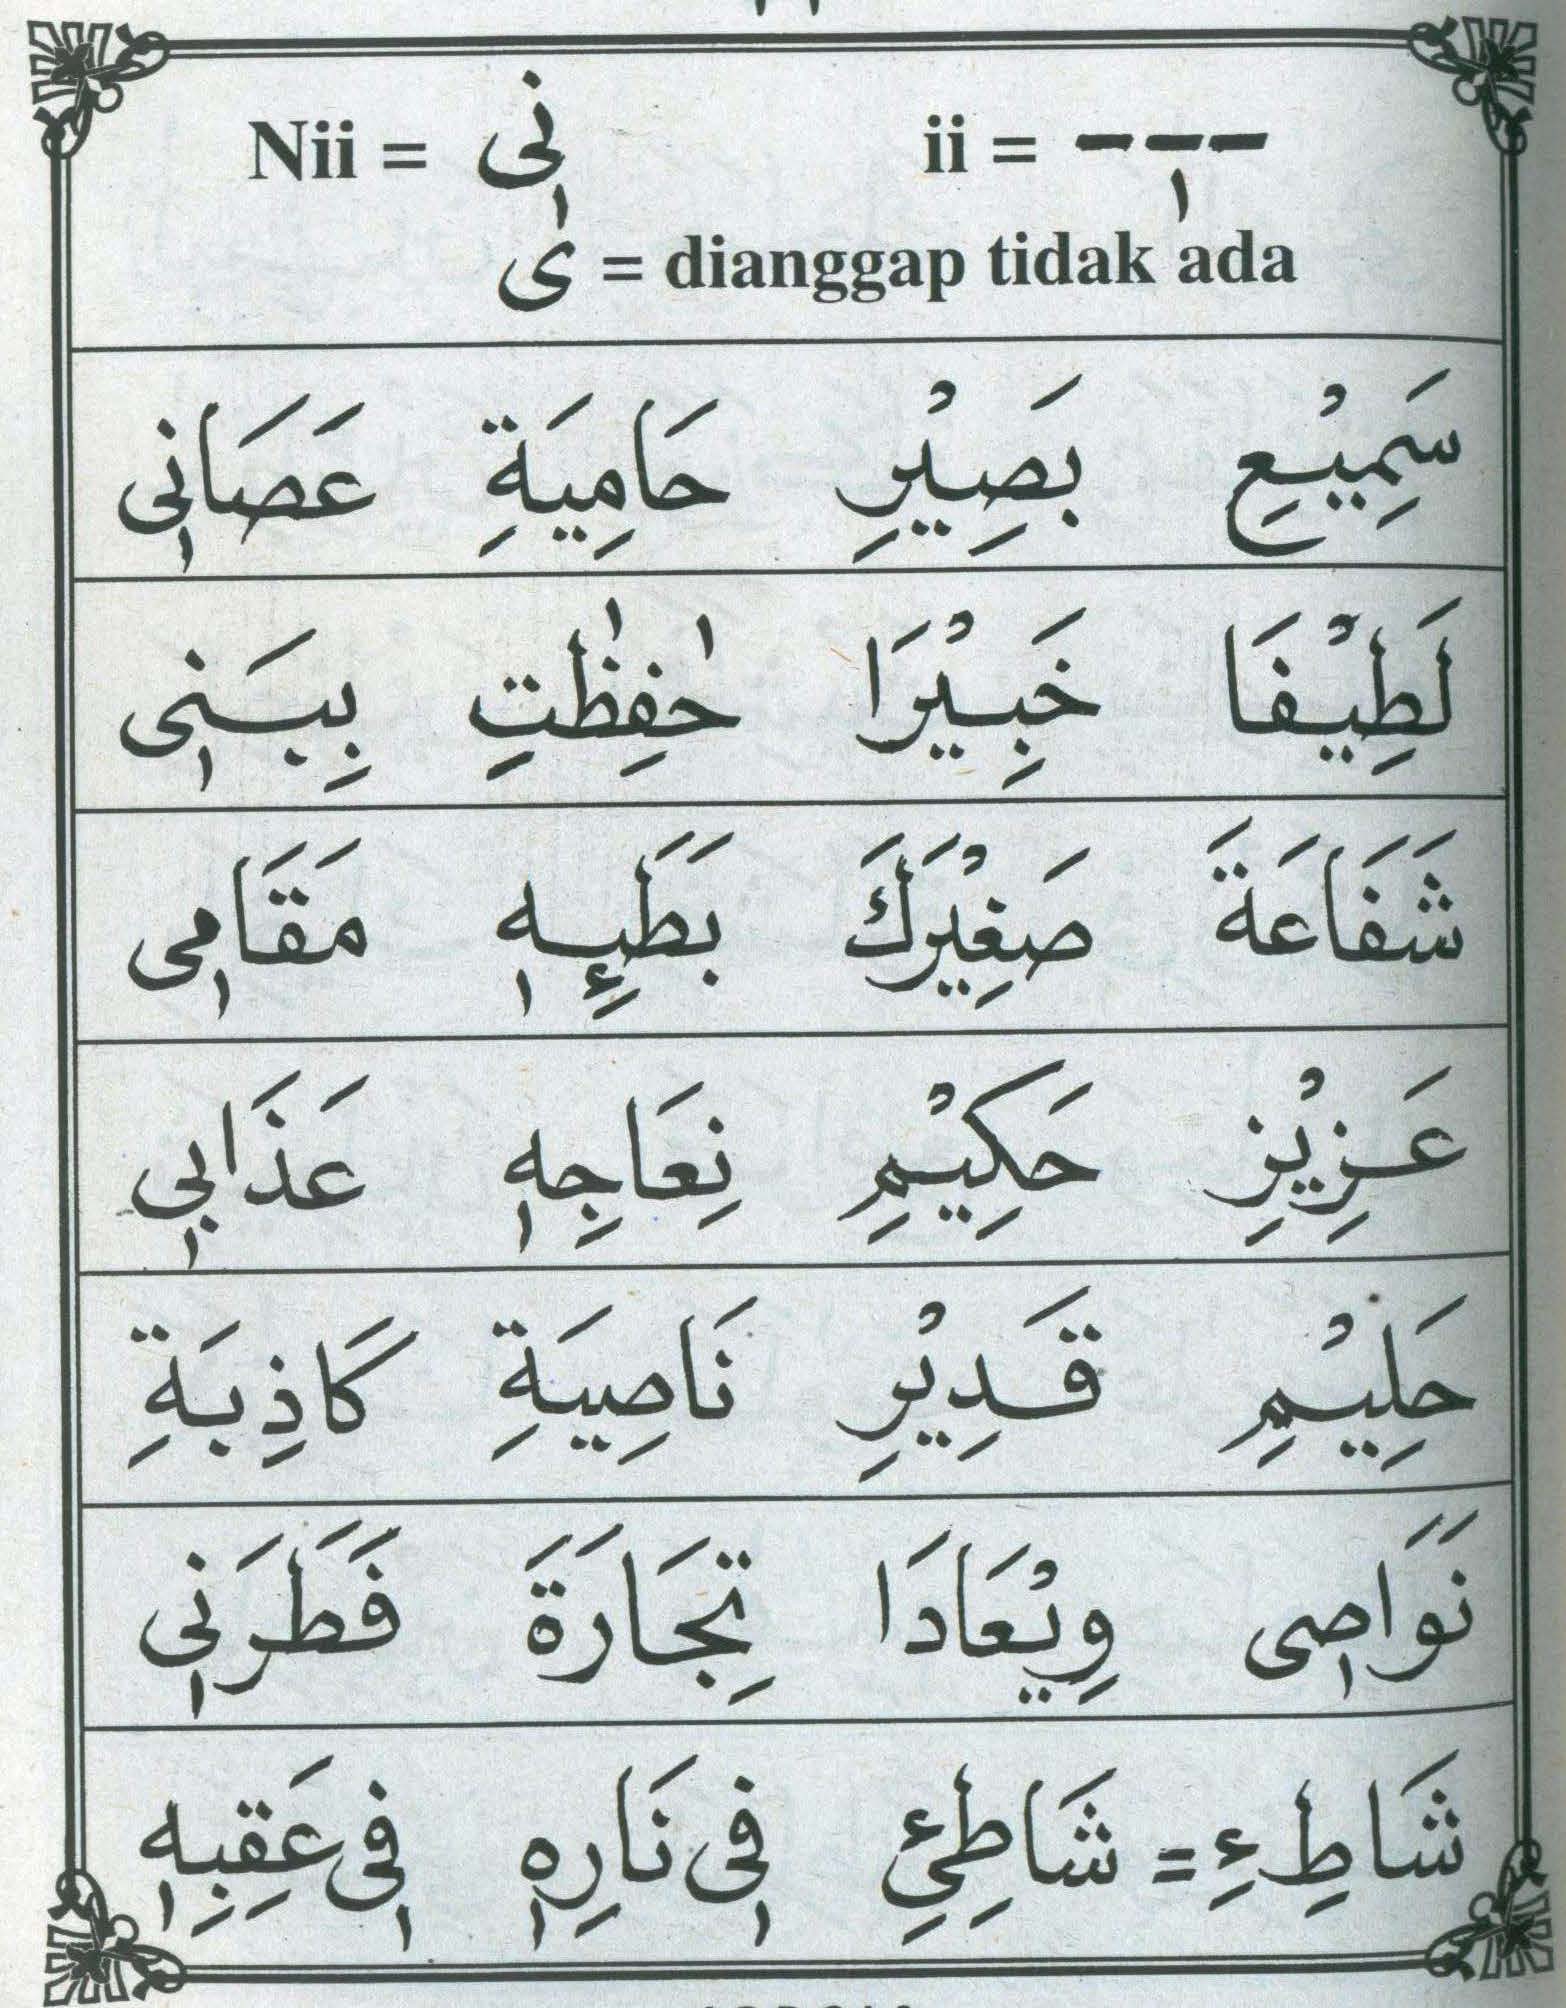 Nii = نٖى ii = ---ٖ
ى = dianggap tidak ada
سَمِيْعِ بَصِيْرِ حَامِيَةِ عَصَانٖى
لَطِيْفَا خَبِيْرَا حٰفِظٰتِ بِيَنٖى
شَفَاعَةَ صَغِيْرَكَ بَطَئِهٖ مَقَامٖى
عَزِيْزِ حَكِيْمِ نِعَاجِهٖ عَذَابٖي
حَلِيْمِ قَدِيْرِ نَاصِيَةِ كَاذِبَةِ
نَوَاصٖى وِيْعَادَا تِجَارَةَ فَطَرَنٖى
شَاطِءِ = شَاطِئِ فٖى نَارِهٖ فٖى عَقِبِهٖ